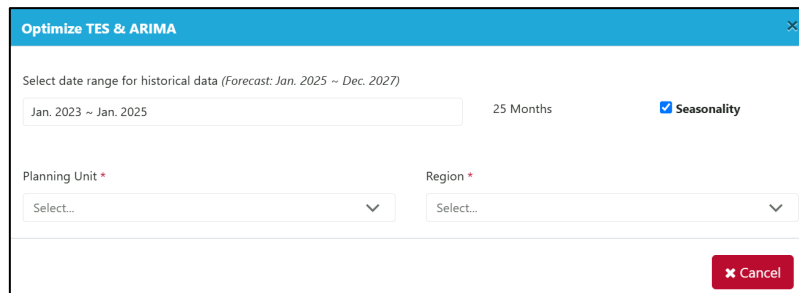 Optimize TES & ARIMA ×
Select date range for historical data (Forecast: Jan. 2025 ~ Dec. 2027)
Jan. 2023 ~ Jan. 2025 25 Months Seasonality
Planning Unit * Region *
Select... Select...
✖ Cancel